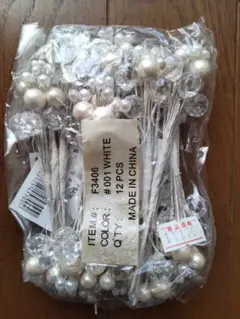 ITEM #: F3406
COLOR: # 001 WHITE
Q'TY: 12 PCS
MADE IN CHINA